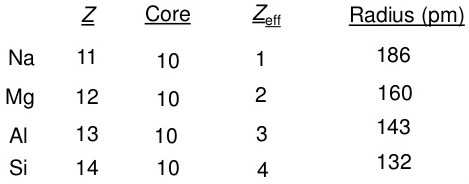 Z Core Zeff Radius (pm)
Na 11 10 1 186
Mg 12 10 2 160
Al 13 10 3 143
Si 14 10 4 132